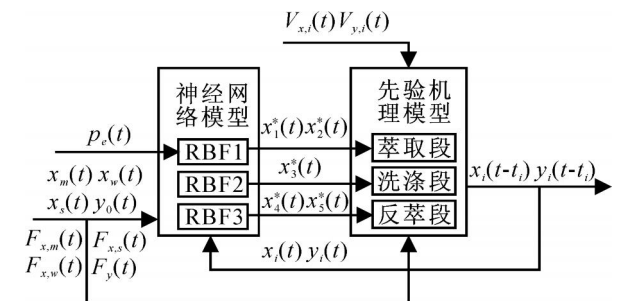 V_{x,i}(t) V_{y,i}(t)
神经网
络模型
先验机
理模型
p_e(t)
RBF1
x_1^*(t) x_2^*(t)
萃取段
x_m(t) x_w(t)
RBF2
x_3^*(t)
洗涤段
x_i(t-t_i) y_i(t-t_i)
x_s(t) y_0(t)
RBF3
x_4^*(t) x_5^*(t)
反萃段
F_{x,m}(t) F_{x,s}(t)
F_{x,w}(t) F_y(t)
x_i(t) y_i(t)